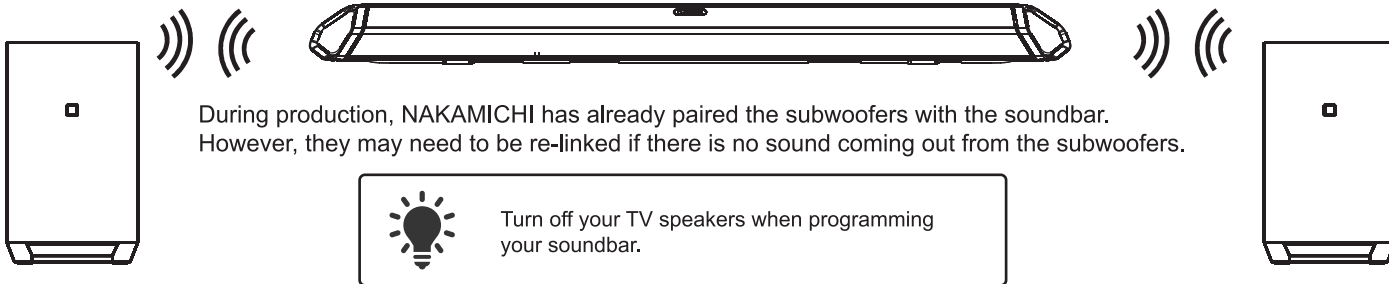 During production, NAKAMICHI has already paired the subwoofers with the soundbar.
However, they may need to be re-linked if there is no sound coming out from the subwoofers.
Turn off your TV speakers when programming
your soundbar.